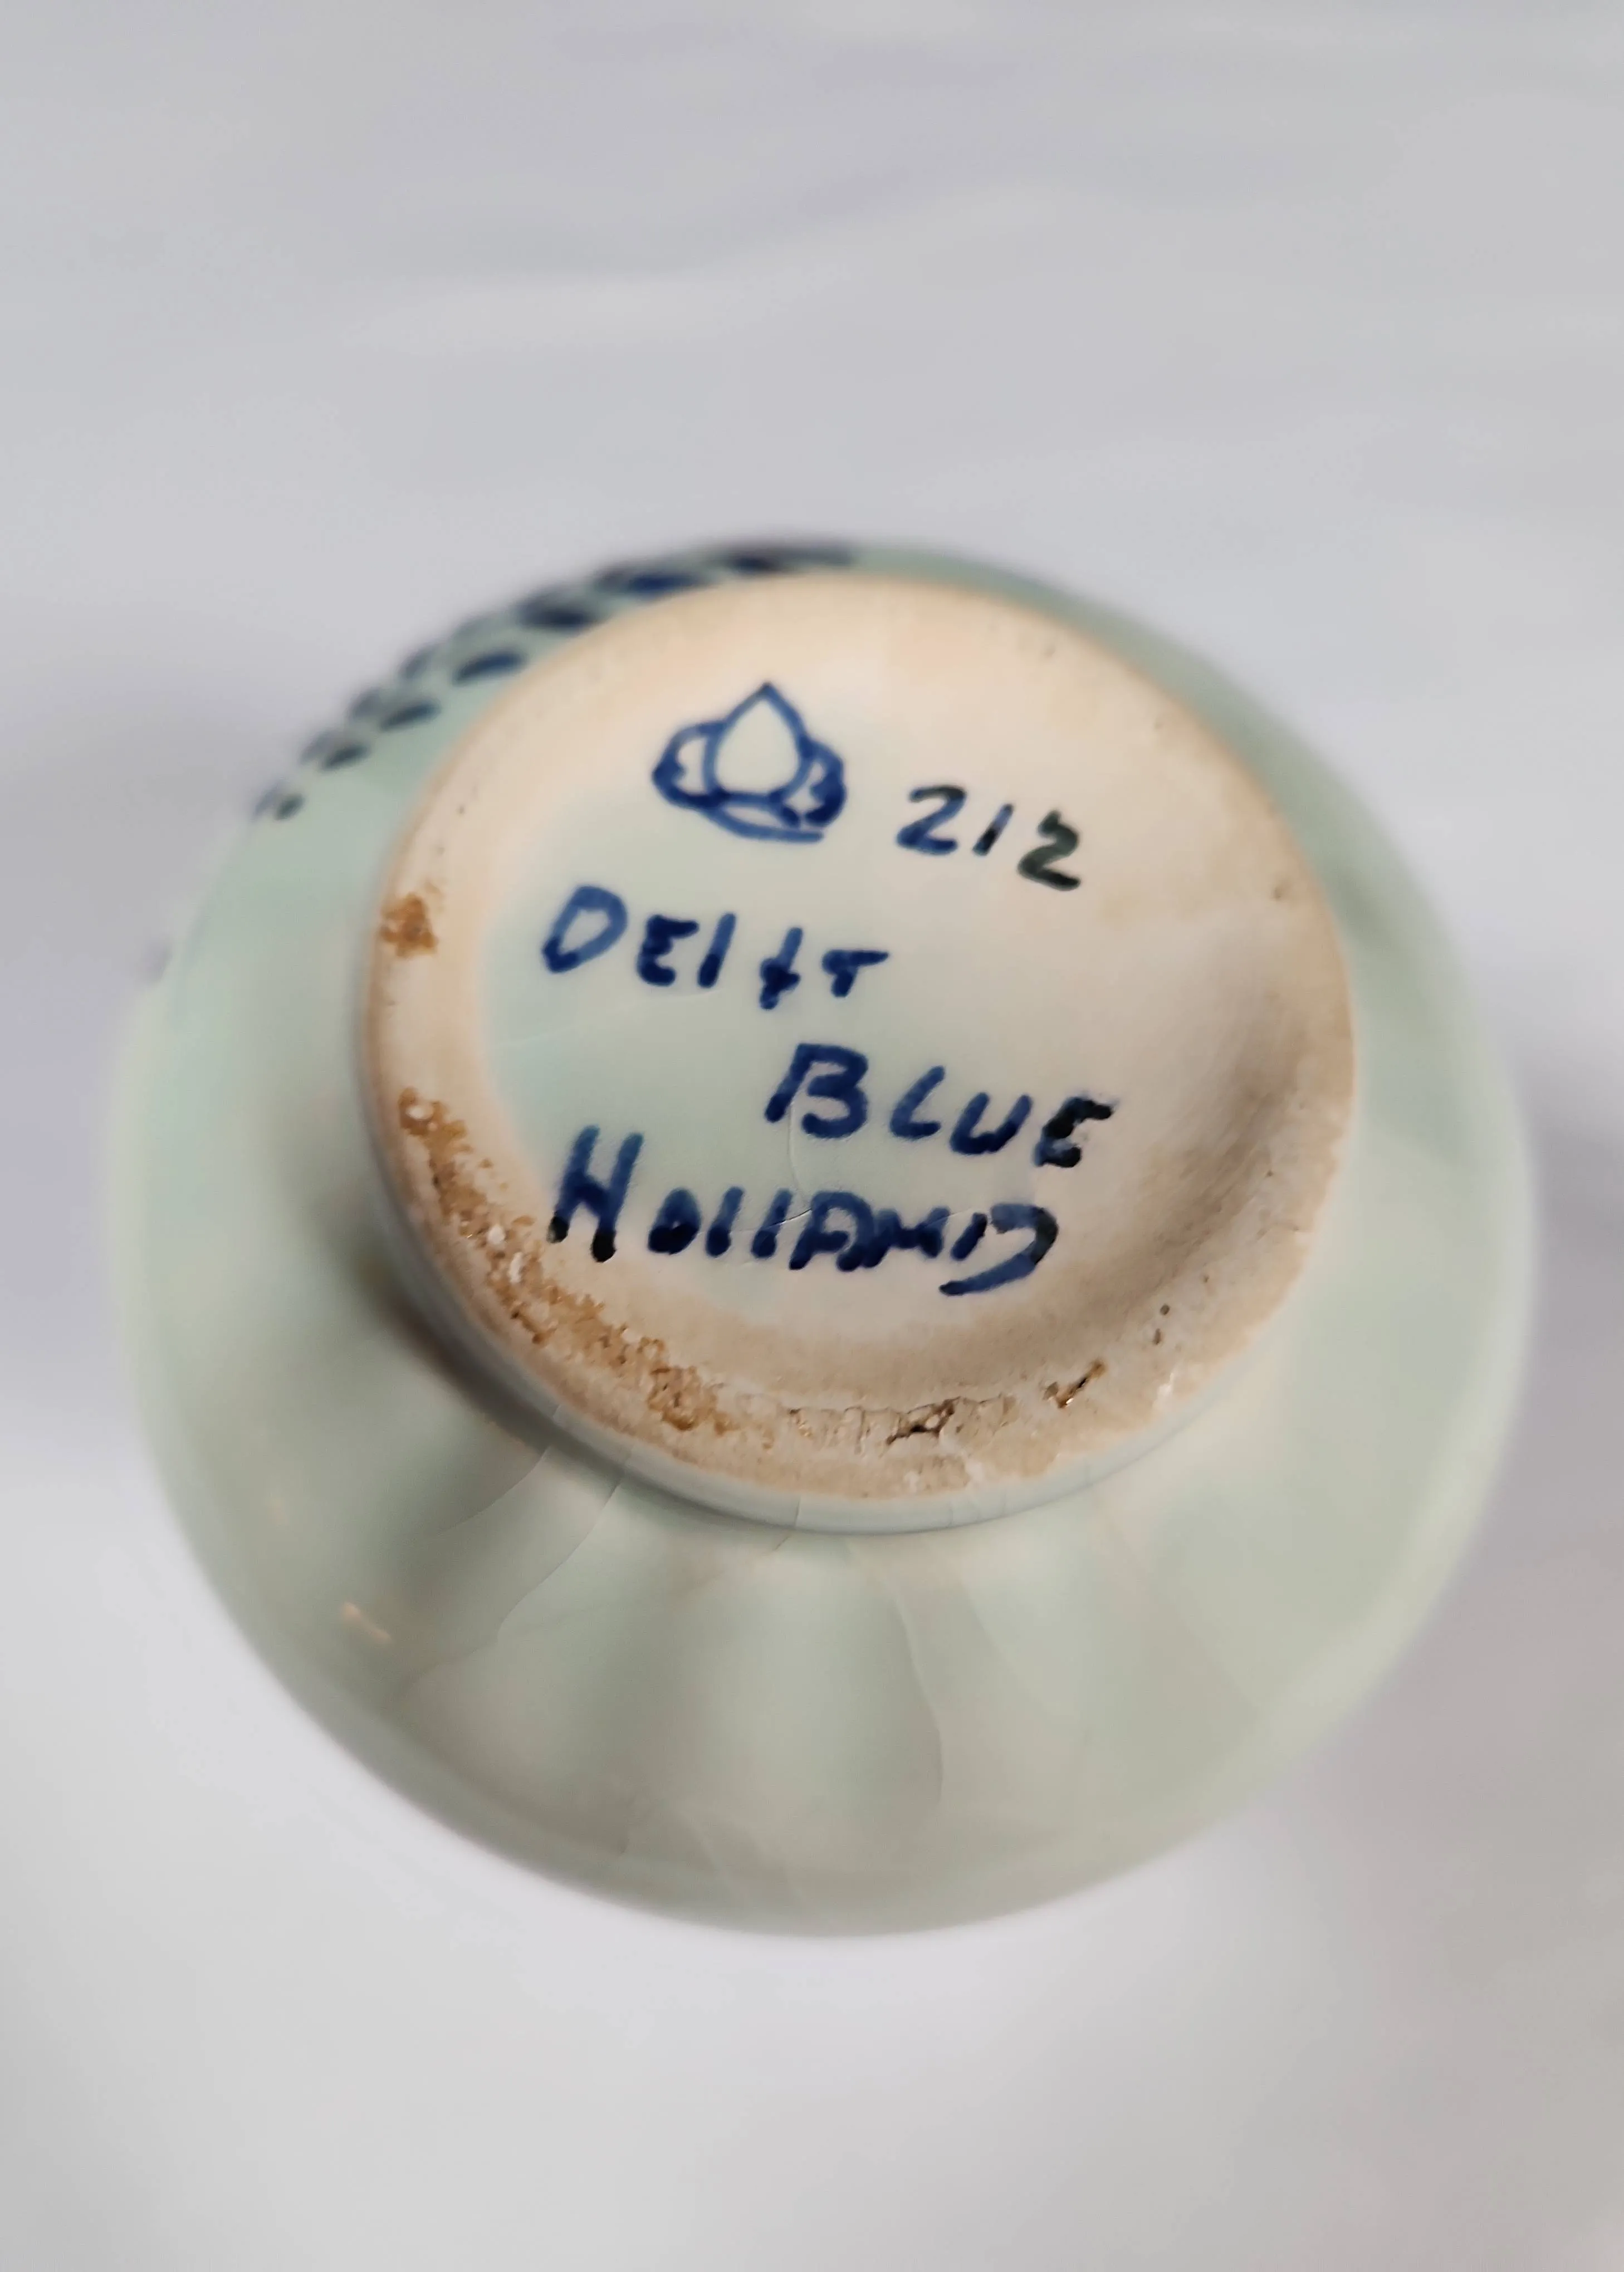 212
DElft
BLUE
HOllAND